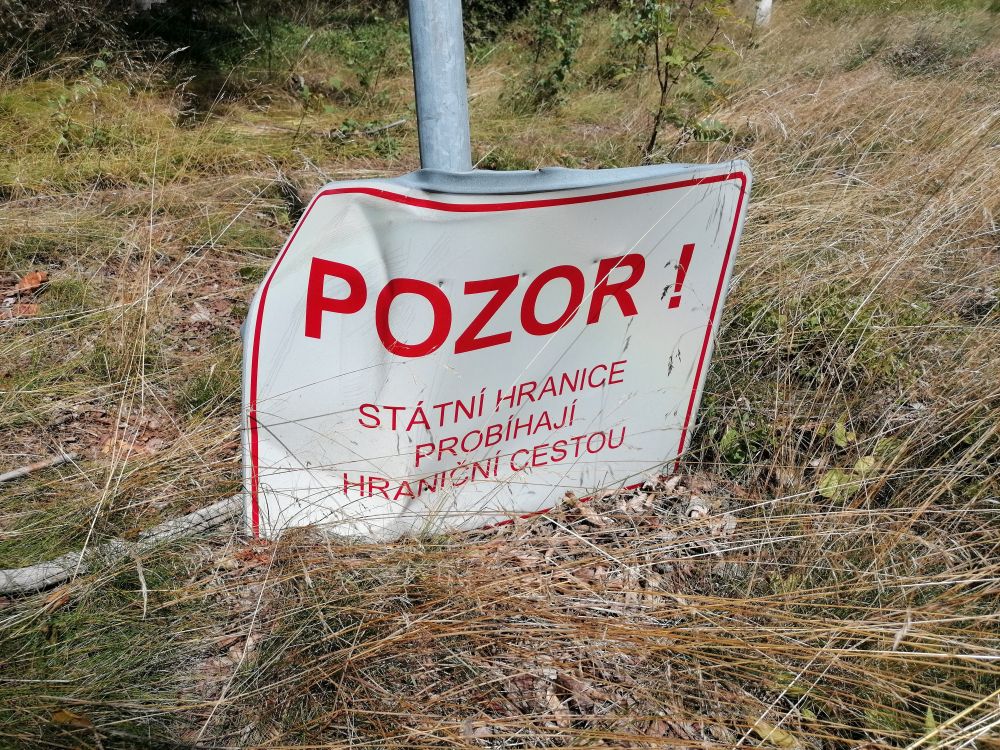 POZOR !
STÁTNÍ HRANICE
PROBÍHAJÍ
HRANIČNÍ CESTOU